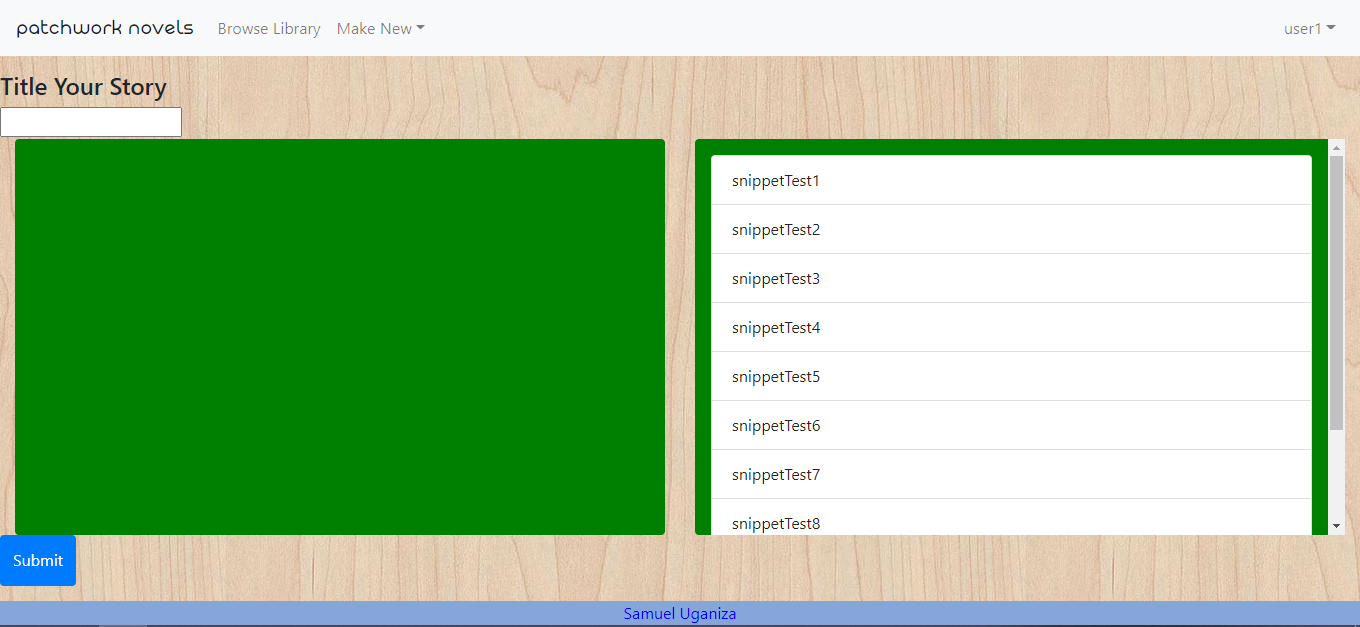 patchwork novels Browse Library Make New user1
Title Your Story
snippetTest1
snippetTest2
snippetTest3
snippetTest4
snippetTest5
snippetTest6
snippetTest7
snippetTest8
Submit
Samuel Uganiza